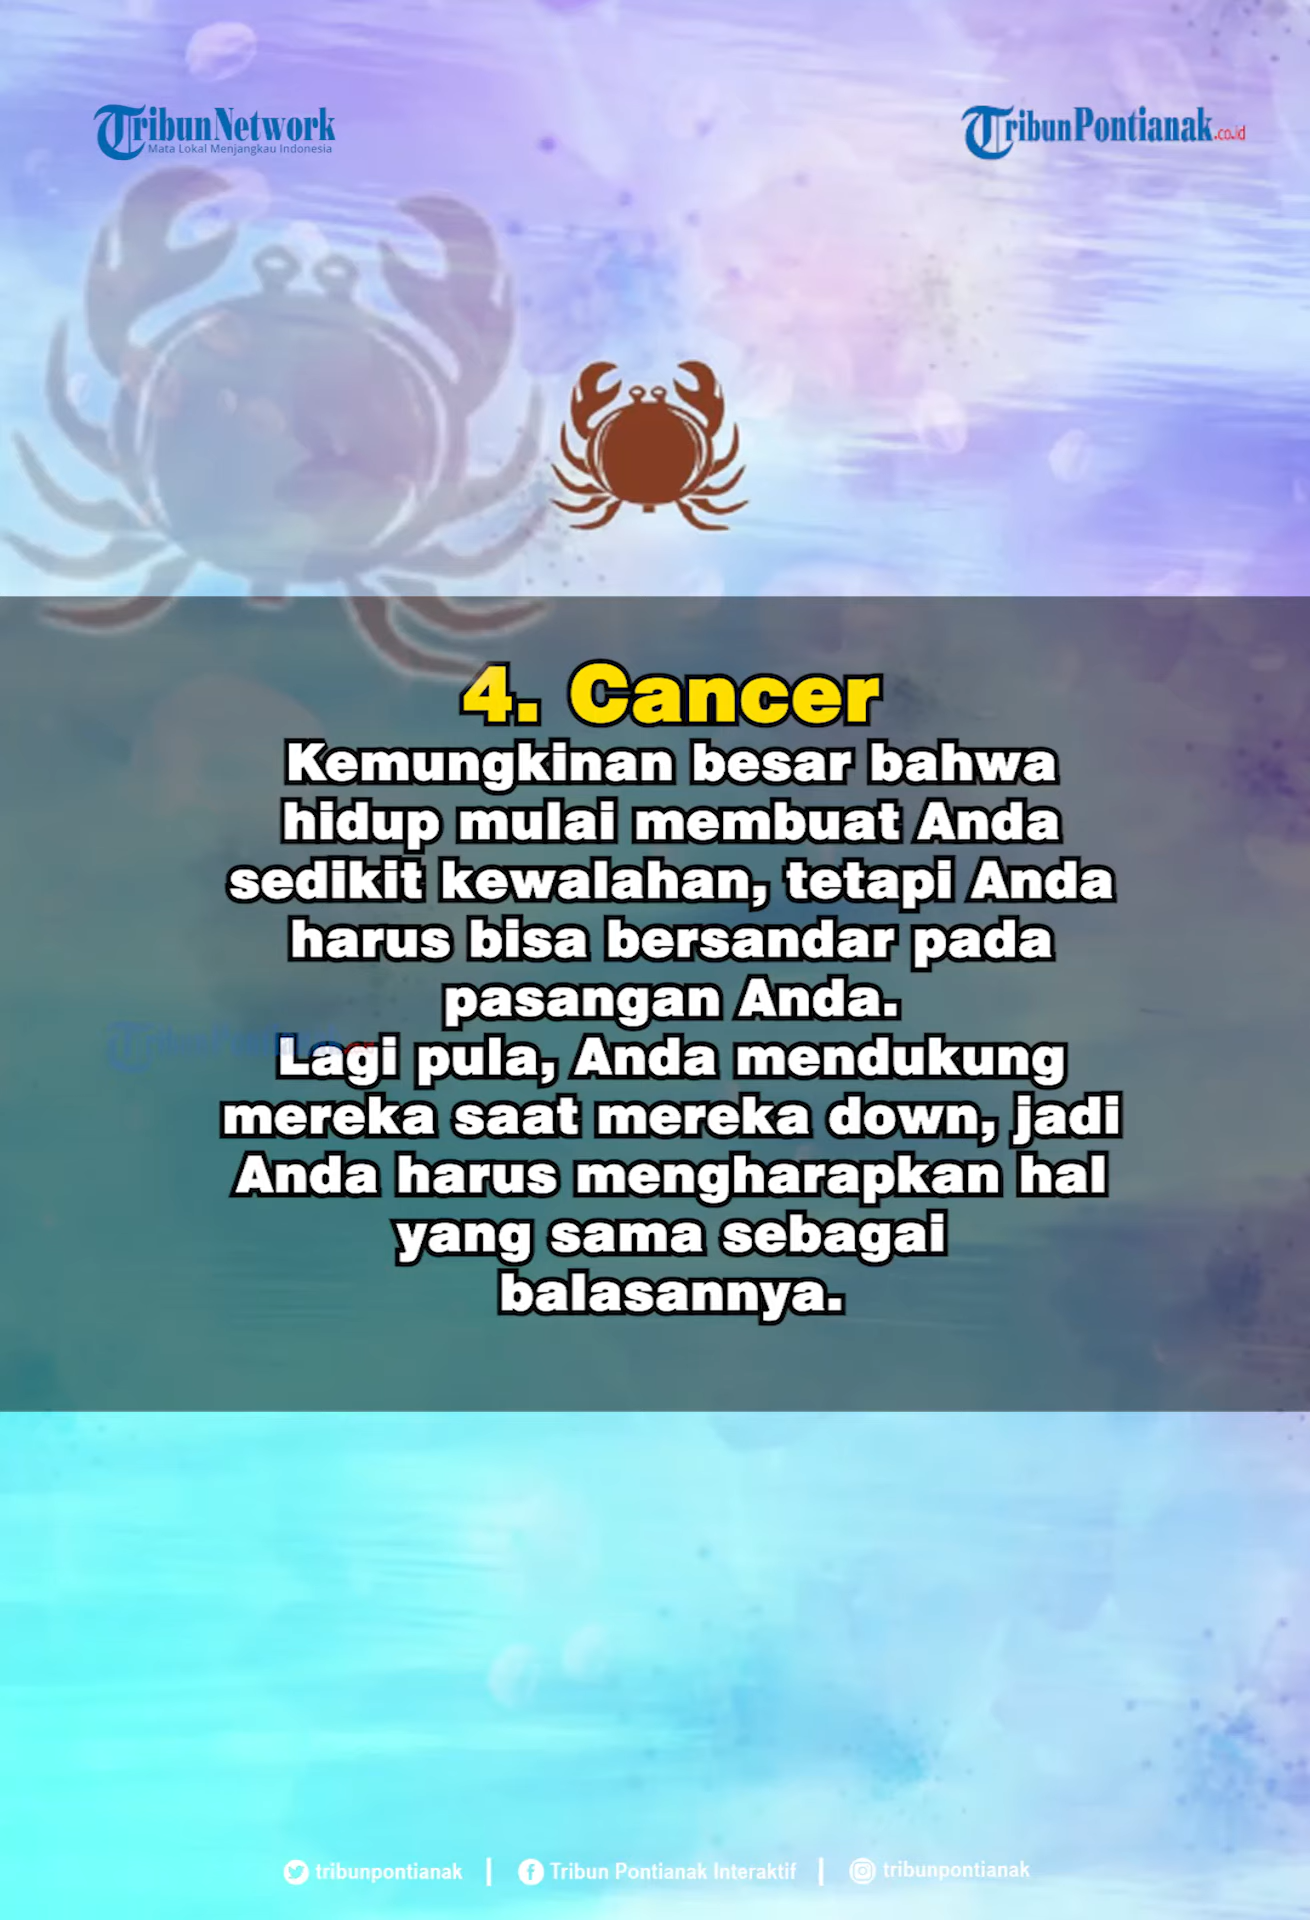 TribunNetwork
Mata Lokal Menjangkau Indonesia
TribunPontianak.co.id
4. Cancer
Kemungkinan besar bahwa
hidup mulai membuat Anda
sedikit kewalahan, tetapi Anda
harus bisa bersandar pada
pasangan Anda.
TribunPontianak
Lagi pula, Anda mendukung
mereka saat mereka down, jadi
Anda harus mengharapkan hal
yang sama sebagai
balasannya.
tribunpontianak | Tribun Pontianak Interaktif | tribunpontianak